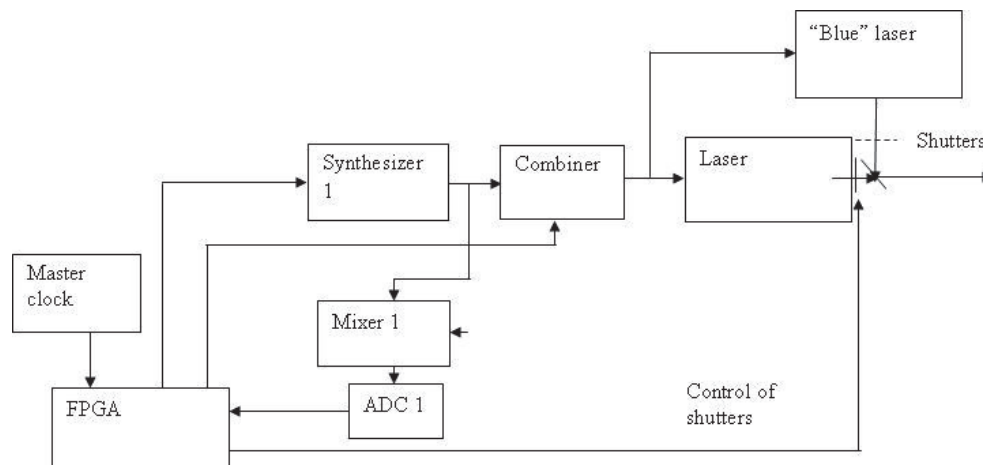 “Blue” laser
Shutters
Synthesizer
1
Combiner
Laser
Master
clock
Mixer 1
FPGA
ADC 1
Control of
shutters